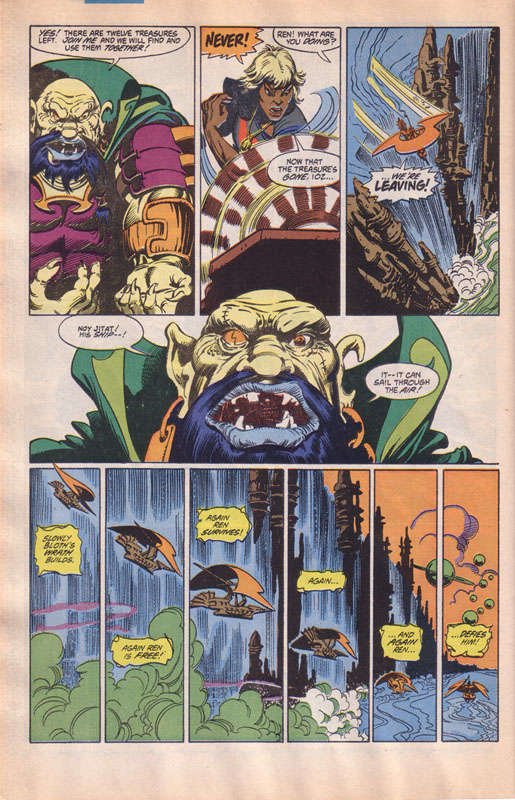 YES! THERE ARE TWELVE TREASURES
LEFT. JOIN ME AND WE WILL FIND AND
USE THEM TOGETHER!
NEVER!
REN! WHAT ARE
YOU DOING?
NOW THAT
THE TREASURE'S
GONE, IOZ...
...WE'RE
LEAVING!
NOY JITAT!
HIS SHIP--!
IT--IT CAN
SAIL THROUGH
THE AIR!
SLOWLY
BLOTH'S
WRATH
BUILDS.
AGAIN REN
IS FREE!
AGAIN
REN
SURVIVES!
AGAIN...
...AND
AGAIN
REN...
...DEFIES
HIM!